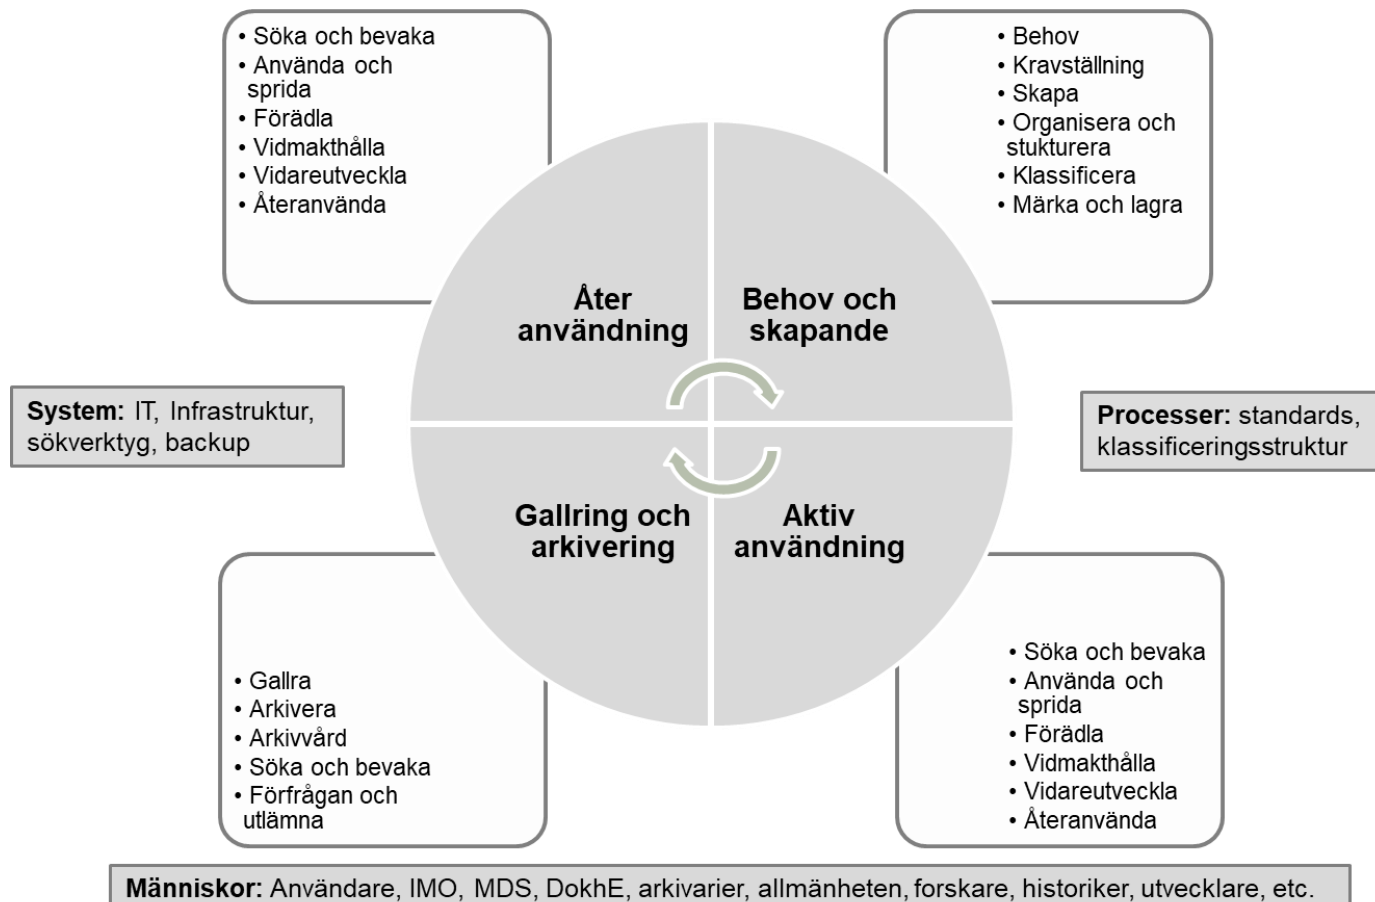 • Söka och bevaka
• Använda och
sprida
• Förädla
• Vidmakthålla
• Vidareutveckla
• Återanvända
• Behov
• Kravställning
• Skapa
• Organisera och
stukturera
• Klassificera
• Märka och lagra
Åter
användning
Behov och
skapande
System: IT, Infrastruktur,
sökverktyg, backup
Processer: standards,
klassificeringsstruktur
Gallring och
arkivering
Aktiv
användning
• Gallra
• Arkivera
• Arkivvård
• Söka och bevaka
• Förfrågan och
utlämna
• Söka och bevaka
• Använda och
sprida
• Förädla
• Vidmakthålla
• Vidareutveckla
• Återanvända
Människor: Användare, IMO, MDS, DokhE, arkivarier, allmänheten, forskare, historiker, utvecklare, etc.